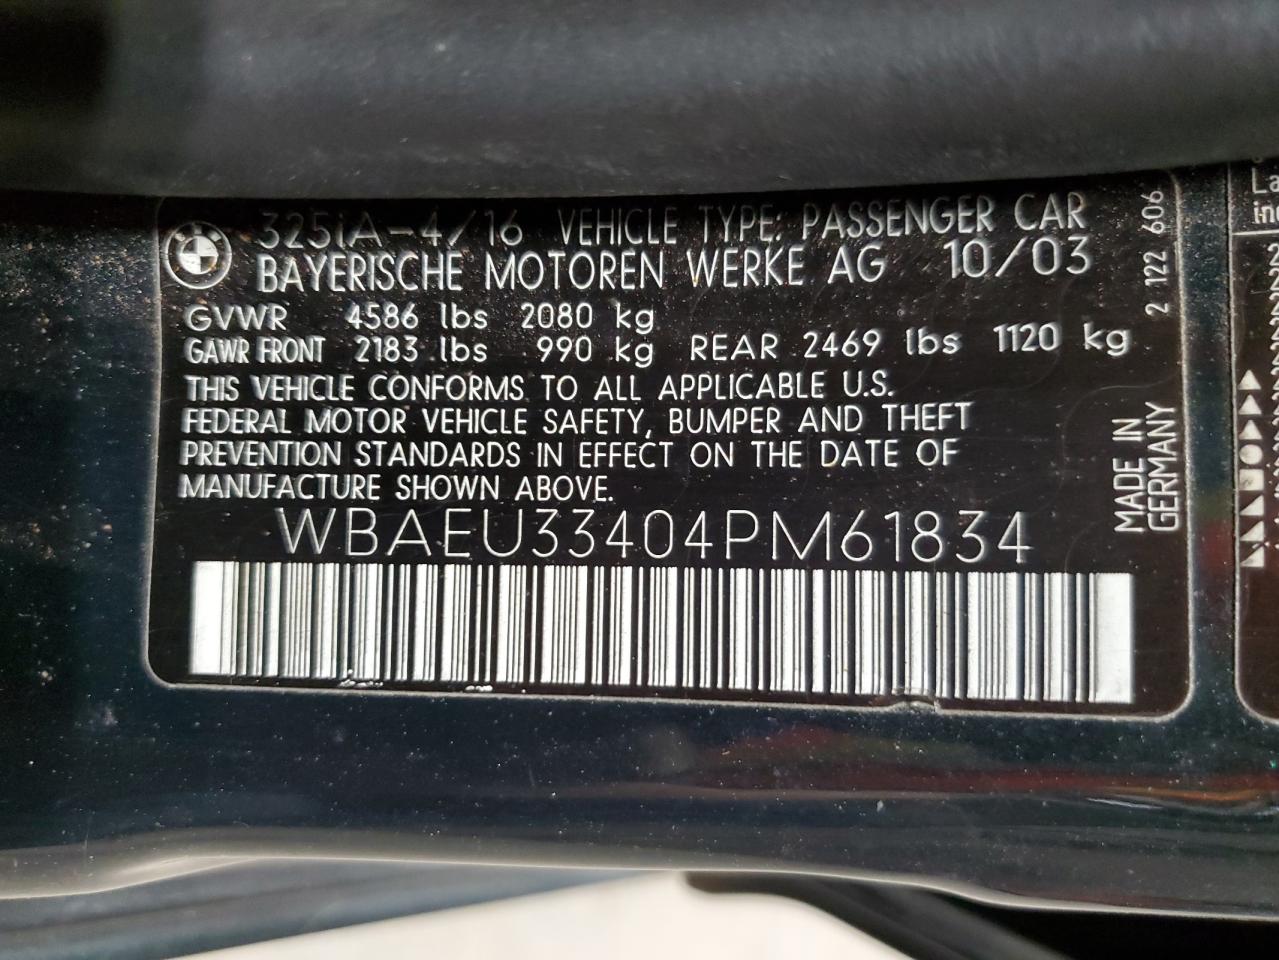 325iA-4/16 VEHICLE TYPE: PASSENGER CAR
BAYERISCHE MOTOREN WERKE AG 10/03
GVWR 4586 lbs 2080 kg
GAWR FRONT 2183 lbs 990 kg REAR 2469 lbs 1120 kg
THIS VEHICLE CONFORMS TO ALL APPLICABLE U.S.
FEDERAL MOTOR VEHICLE SAFETY, BUMPER AND THEFT
PREVENTION STANDARDS IN EFFECT ON THE DATE OF
MANUFACTURE SHOWN ABOVE.
WBAEU33404PM61834
2 122 606
MADE IN
GERMANY